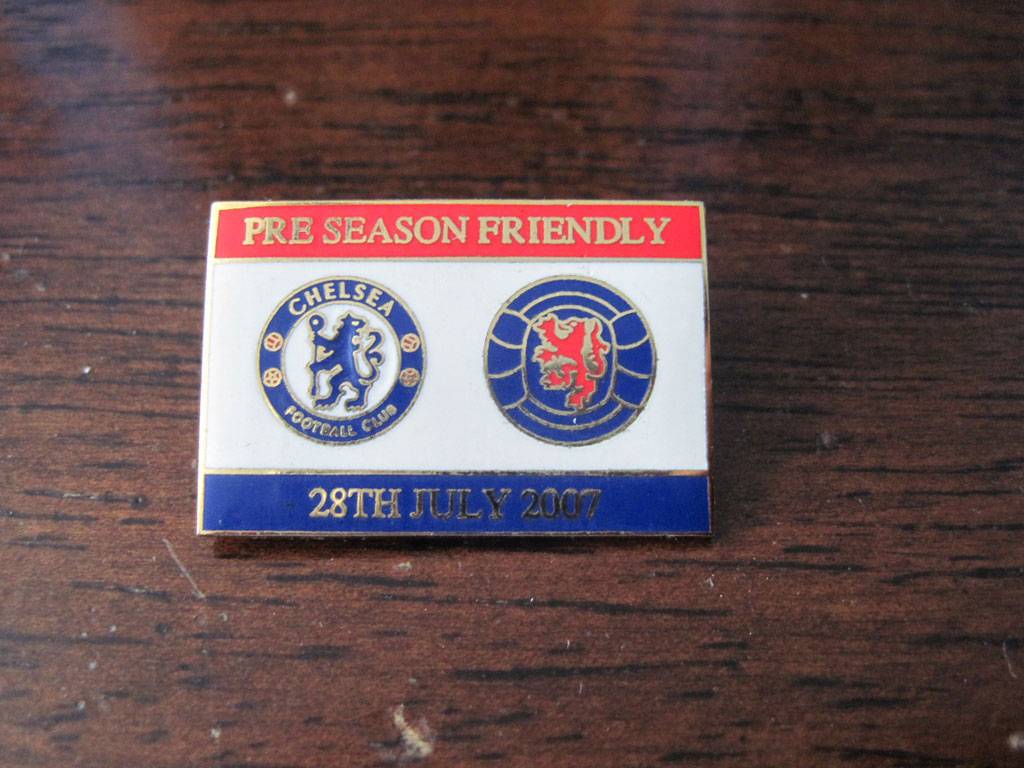 PRE SEASON FRIENDLY
CHELSEA
FOOTBALL CLUB
28TH JULY 2007